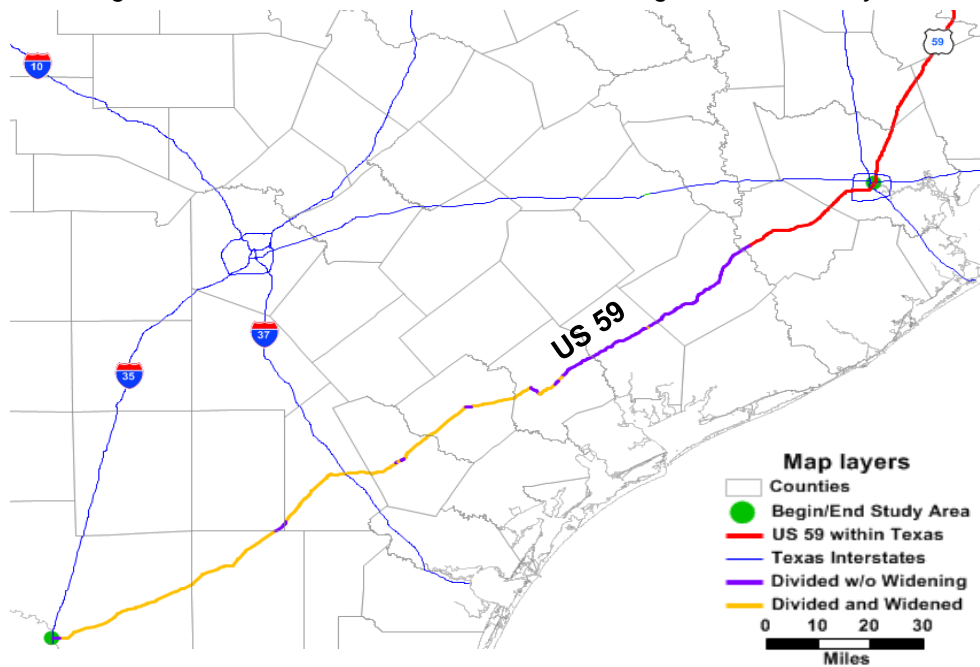 59
10
US 59
37
35
Map layers
Counties
Begin/End Study Area
US 59 within Texas
Texas Interstates
Divided w/o Widening
Divided and Widened
0 10 20 30
Miles